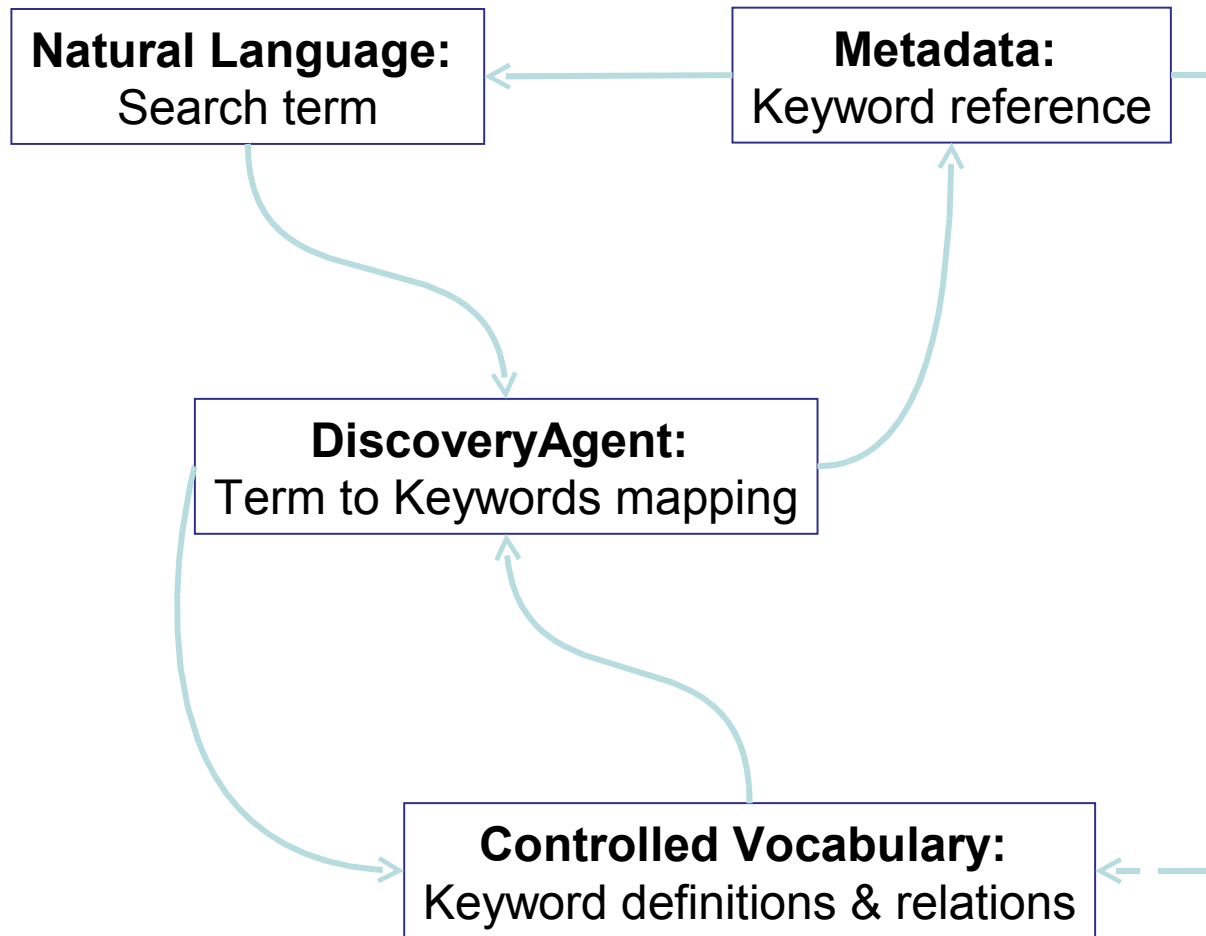 Natural Language:
Search term
Metadata:
Keyword reference
DiscoveryAgent:
Term to Keywords mapping
Controlled Vocabulary:
Keyword definitions & relations